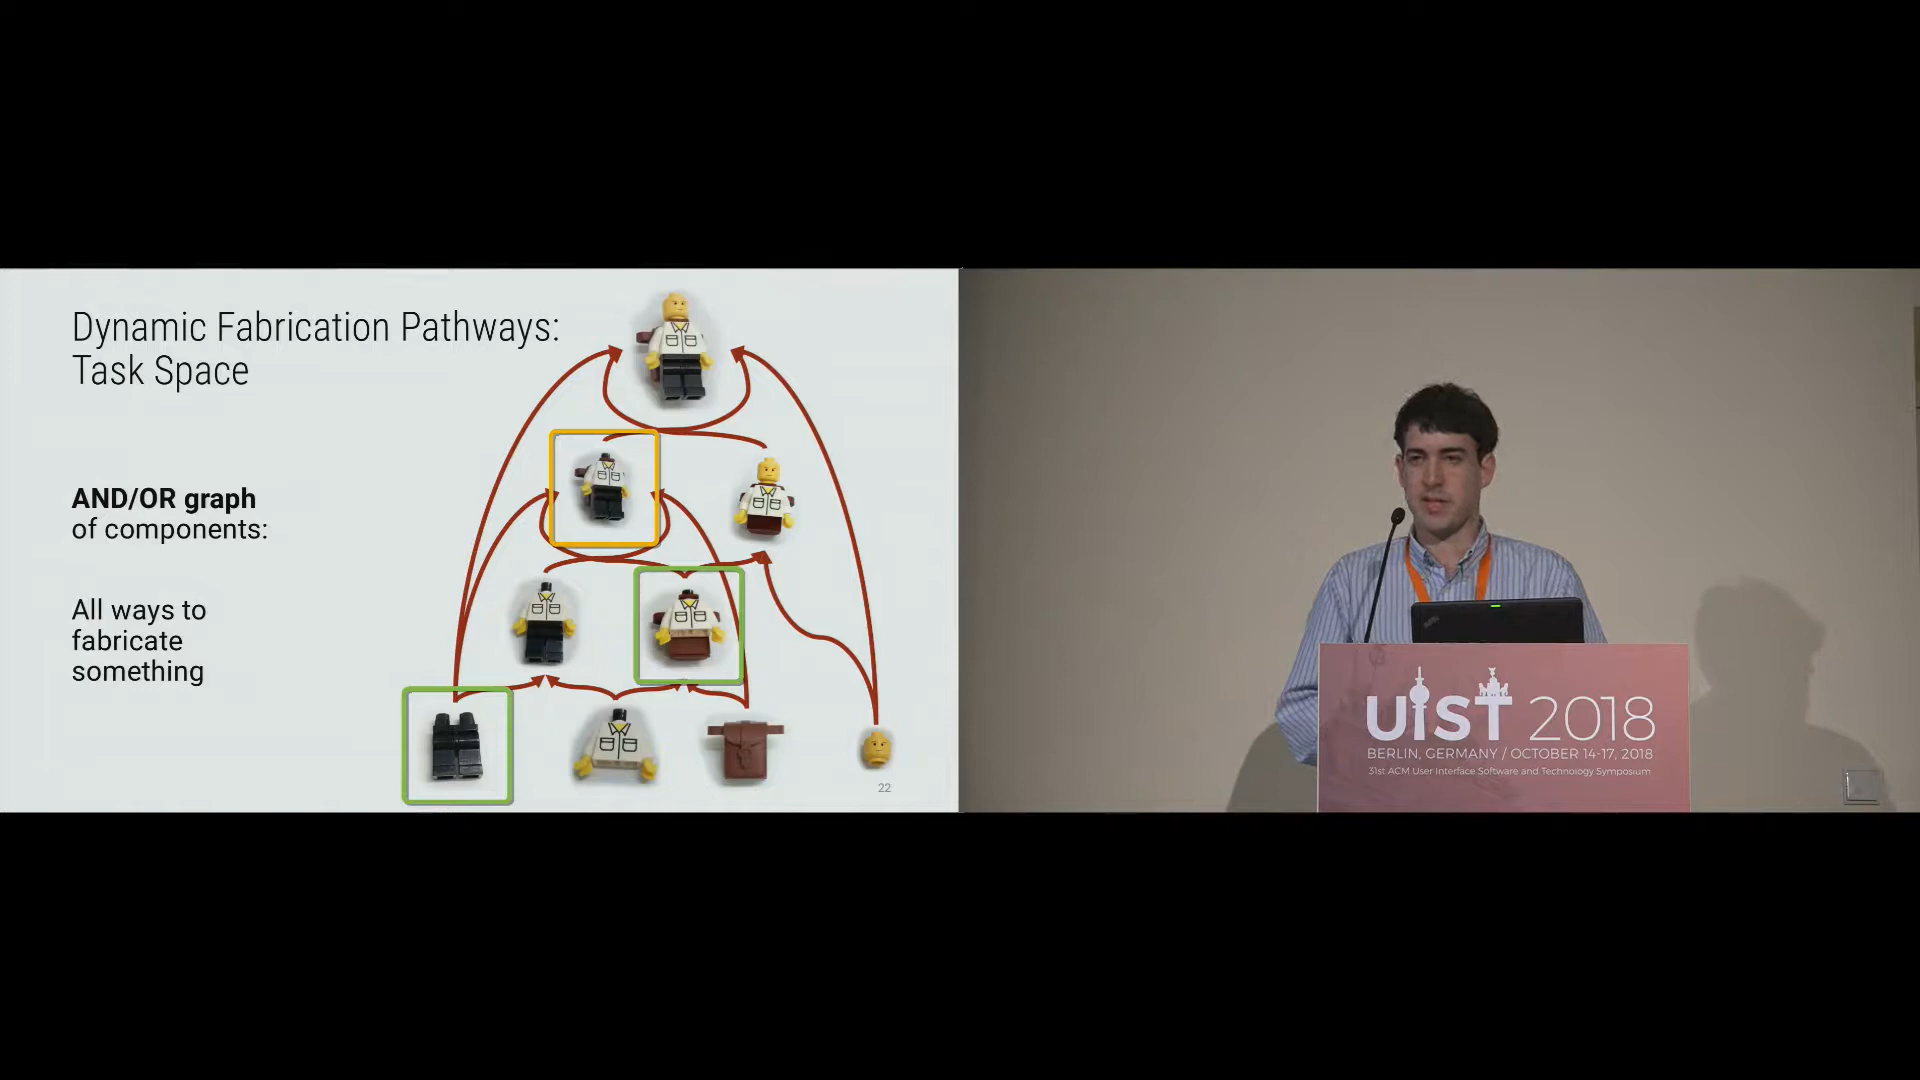 Dynamic Fabrication Pathways:
Task Space
AND/OR graph
of components:
All ways to
fabricate
something
22
UIST 2018
BERLIN, GERMANY / OCTOBER 14-17, 2018
31st ACM User Interface Software and Technology Symposium